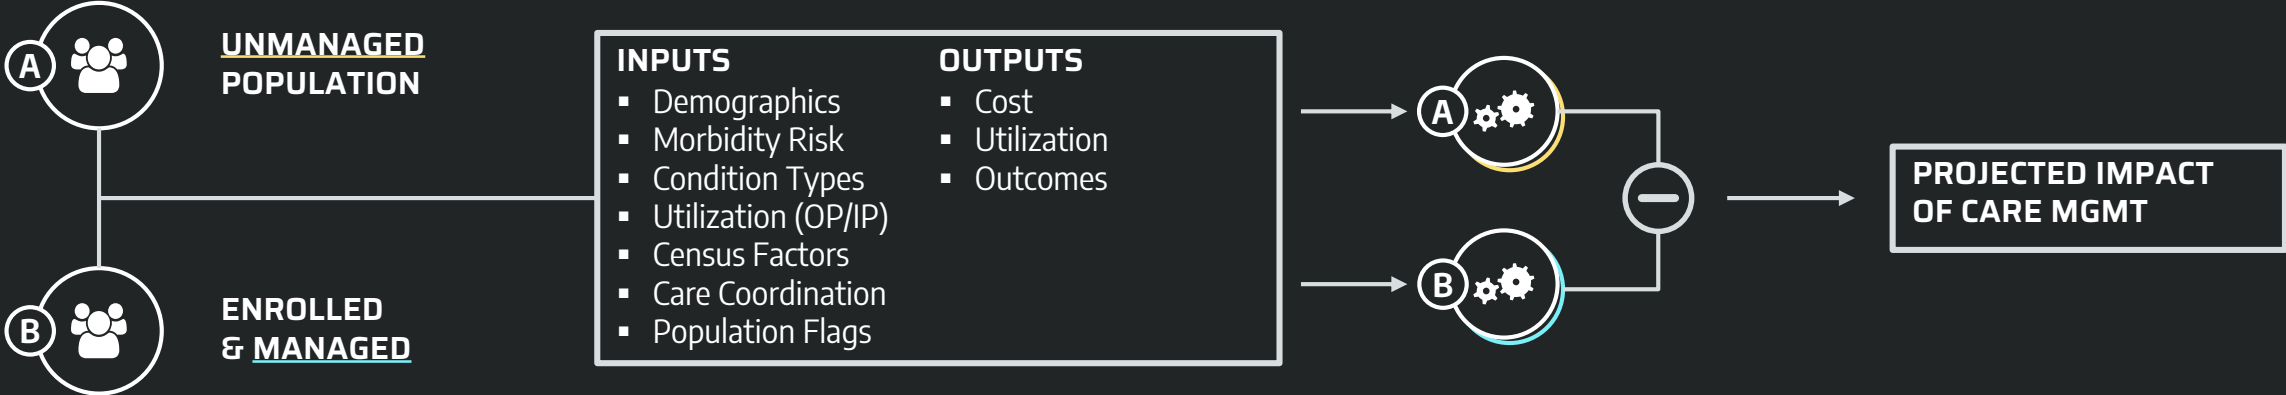 A
UNMANAGED
POPULATION
B
ENROLLED
& MANAGED
INPUTS
▪ Demographics
▪ Morbidity Risk
▪ Condition Types
▪ Utilization (OP/IP)
▪ Census Factors
▪ Care Coordination
▪ Population Flags
OUTPUTS
▪ Cost
▪ Utilization
▪ Outcomes
A
B
PROJECTED IMPACT
OF CARE MGMT